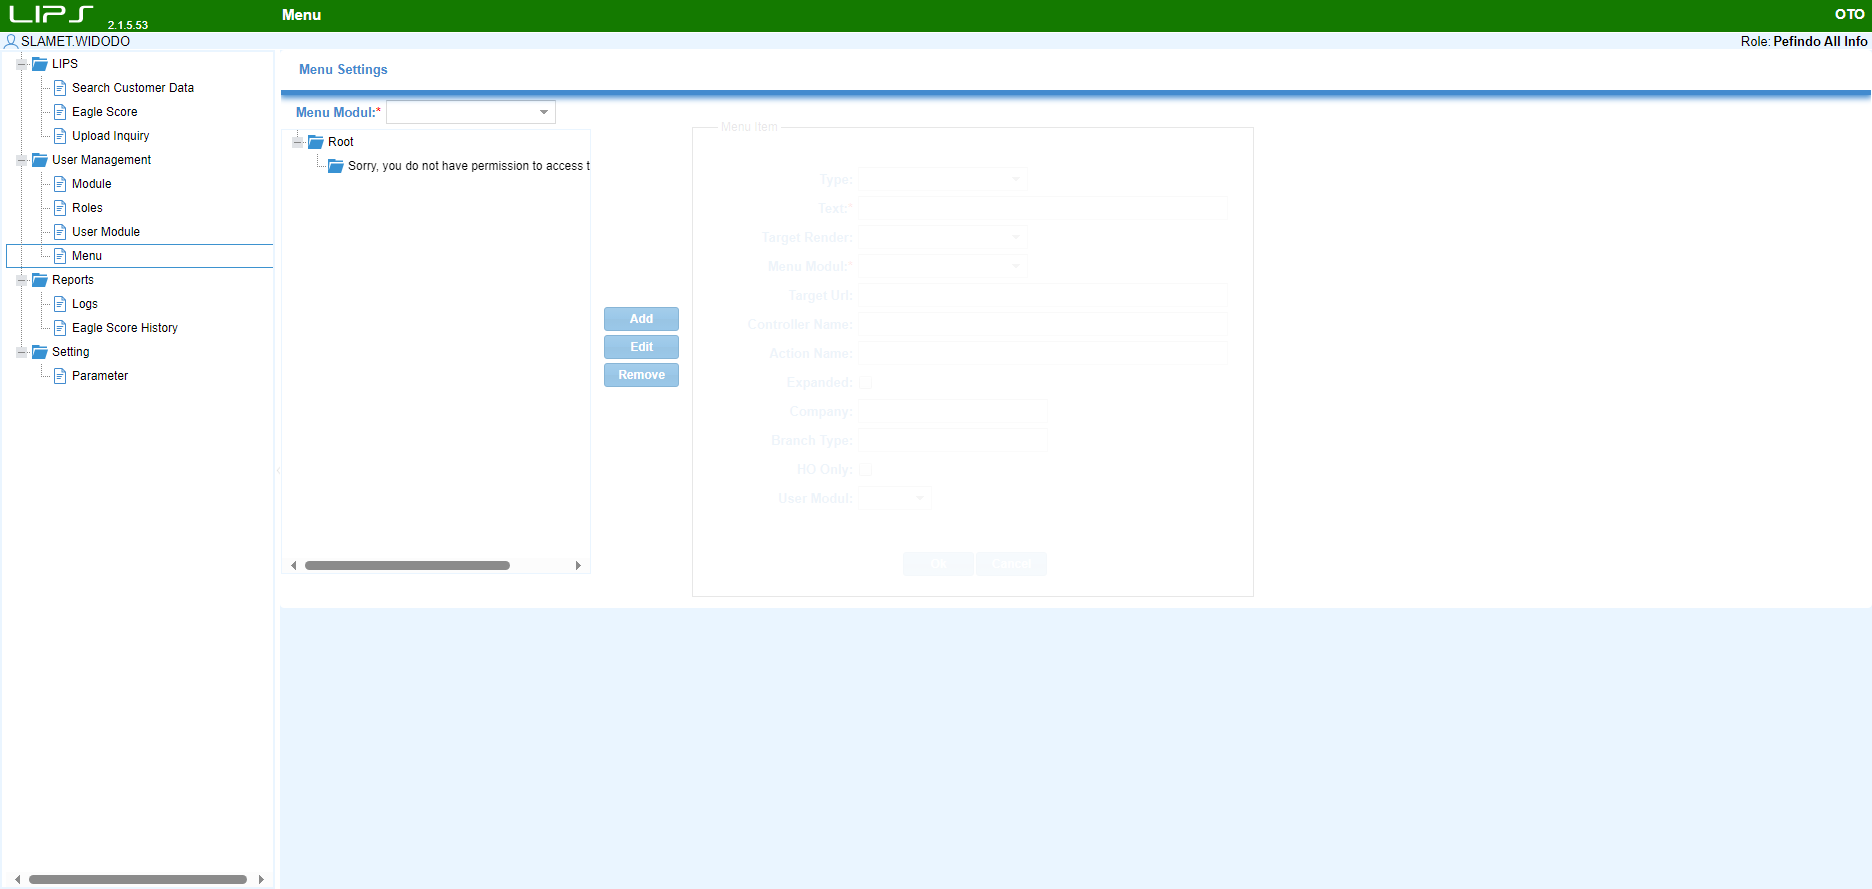 LIPS 2.1.5.53 Menu OTO
SLAMET.WIDODO Role: Pefindo All Info
LIPS
Search Customer Data
Eagle Score
Upload Inquiry
User Management
Module
Roles
User Module
Menu
Reports
Logs
Eagle Score History
Setting
Parameter
Menu Settings
Menu Modul:*
Root
Sorry, you do not have permission to access t
Add
Edit
Remove
Menu Item
Type:
Text:*
Target Render:
Menu Modul:*
Target Url:
Controller Name:
Action Name:
Expanded:
Company:
Branch Type:
HO Only:
User Modul:
Ok Cancel